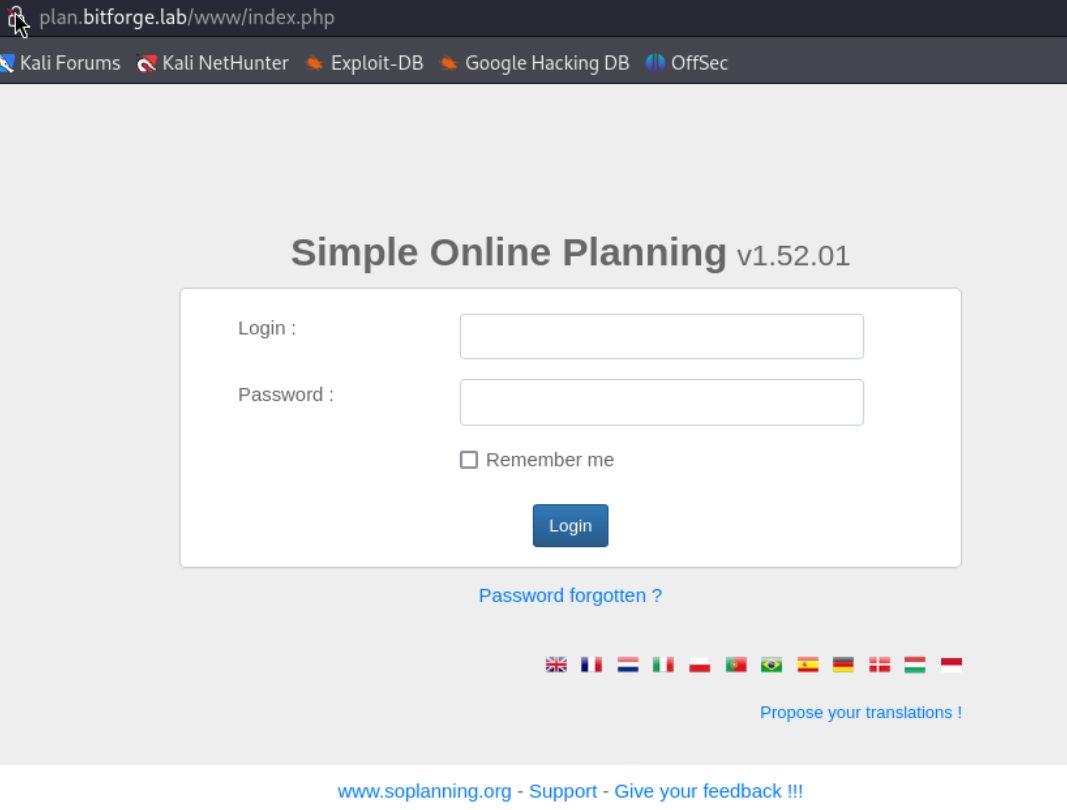 plan.bitforge.lab/www/index.php
Kali Forums Kali NetHunter Exploit-DB Google Hacking DB OffSec
Simple Online Planning v1.52.01
Login :
Password :
Remember me
Login
Password forgotten ?
Propose your translations !
www.soplanning.org - Support - Give your feedback !!!